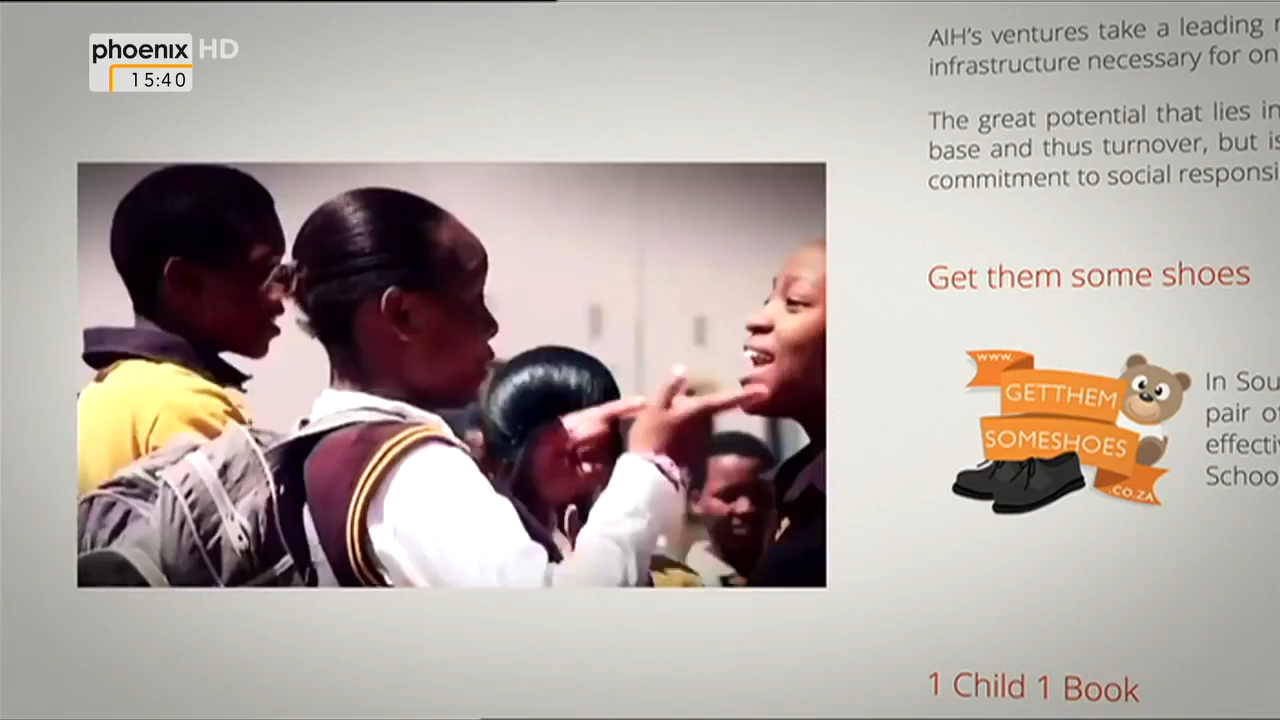 phoenix HD
15:40
AIH's ventures take a leading
infrastructure necessary for on
The great potential that lies in
base and thus turnover, but is
commitment to social responsi
Get them some shoes
www.
GETTHEM
SOMESHOES
.CO.ZA
In Sou
pair of
effecti
Schoo
1 Child 1 Book